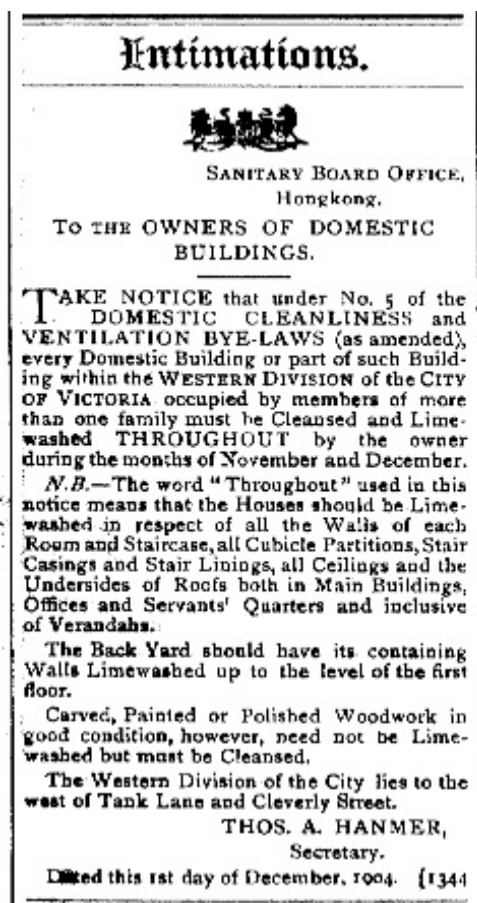 Intimations.
SANITARY BOARD OFFICE,
Hongkong.
To THE OWNERS OF DOMESTIC
BUILDINGS.
TAKE NOTICE that under No. 5 of the
DOMESTIC CLEANLINESS and
VENTILATION BYE-LAWS (as amended),
every Domestic Building or part of such Build-
ing within the WESTERN DIVISION of the CITY
OF VICTORIA occupied by members of more
than one family must be Cleansed and Lime-
washed THROUGHOUT by the owner
during the months of November and December.
N.B.—The word "Throughout" used in this
notice means that the Houses should be Lime-
washed in respect of all the Walls of each
Room and Staircase, all Cubicle Partitions, Stair
Casings and Stair Linings, all Ceilings and the
Undersides of Roofs both in Main Buildings,
Offices and Servants' Quarters and inclusive
of Verandahs.
The Back Yard should have its containing
Walls Limewashed up to the level of the first
floor.
Carved, Painted or Polished Woodwork in
good condition, however, need not be Lime-
washed but must be Cleansed.
The Western Division of the City lies to the
west of Tank Lane and Cleverly Street.
THOS. A. HANMER,
Secretary.
Dated this 1st day of December, 1904. [1344